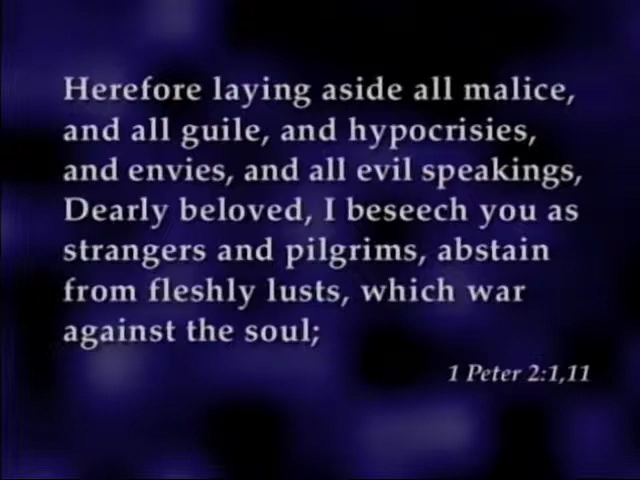 Herefore laying aside all malice,
and all guile, and hypocrisies,
and envies, and all evil speakings,
Dearly beloved, I beseech you as
strangers and pilgrims, abstain
from fleshly lusts, which war
against the soul;
1 Peter 2:1,11